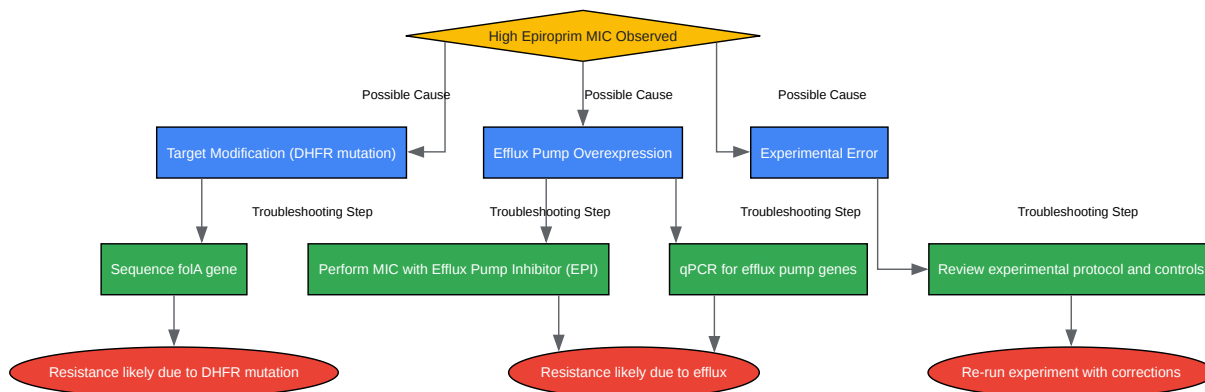 High Epiroprim MIC Observed
Possible Cause
Possible Cause
Possible Cause
Target Modification (DHFR mutation)
Efflux Pump Overexpression
Experimental Error
Troubleshooting Step
Troubleshooting Step
Troubleshooting Step
Troubleshooting Step
Sequence folA gene
Perform MIC with Efflux Pump Inhibitor (EPI)
qPCR for efflux pump genes
Review experimental protocol and controls
Resistance likely due to DHFR mutation
Resistance likely due to efflux
Re-run experiment with corrections